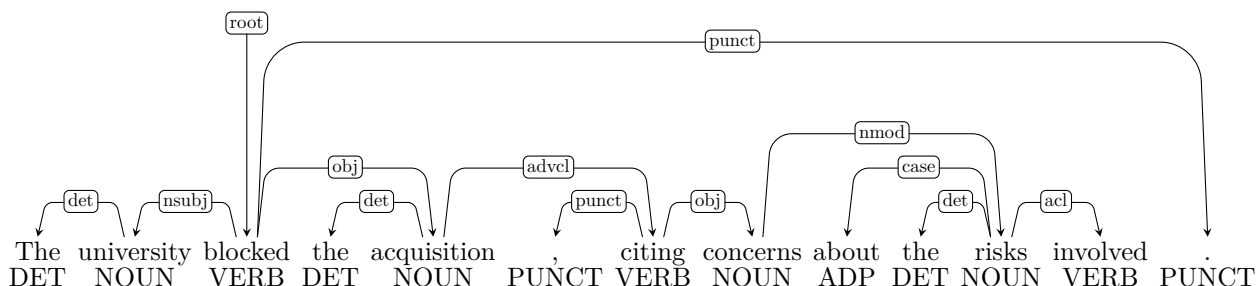 root
punct
nmod
obj advcl case
det nsubj det punct obj det acl
The university blocked the acquisition , citing concerns about the risks involved .
DET NOUN VERB DET NOUN PUNCT VERB NOUN ADP DET NOUN VERB PUNCT